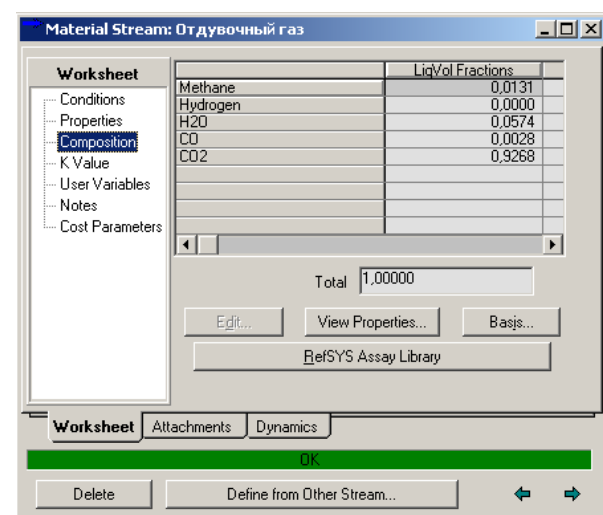 Material Stream: Отдувочный газ
Worksheet
Conditions
Properties
Composition
K Value
User Variables
Notes
Cost Parameters
LiqVol Fractions
Methane 0,0131
Hydrogen 0,0000
H2O 0,0574
CO 0,0028
CO2 0,9268
Total 1,00000
Edit... View Properties... Basis...
RefSYS Assay Library
Worksheet Attachments Dynamics
OK
Delete Define from Other Stream...